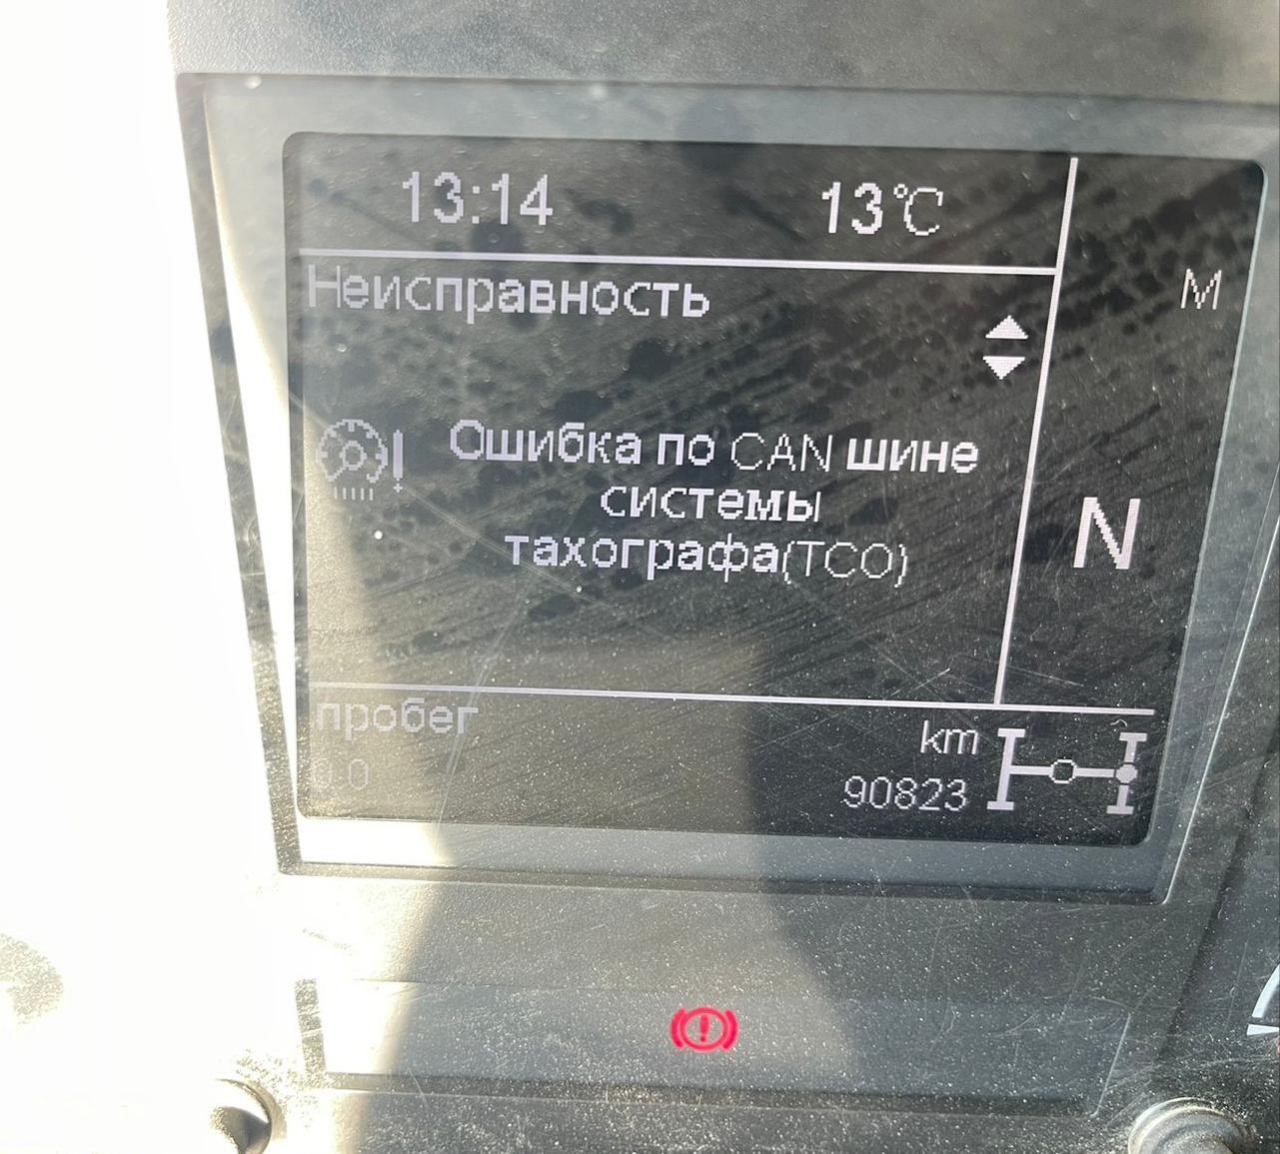 13:14 13°C
Неисправность
M
Ошибка по CAN шине
системы
тахографа(TCO)
N
пробег km
0.0 90823